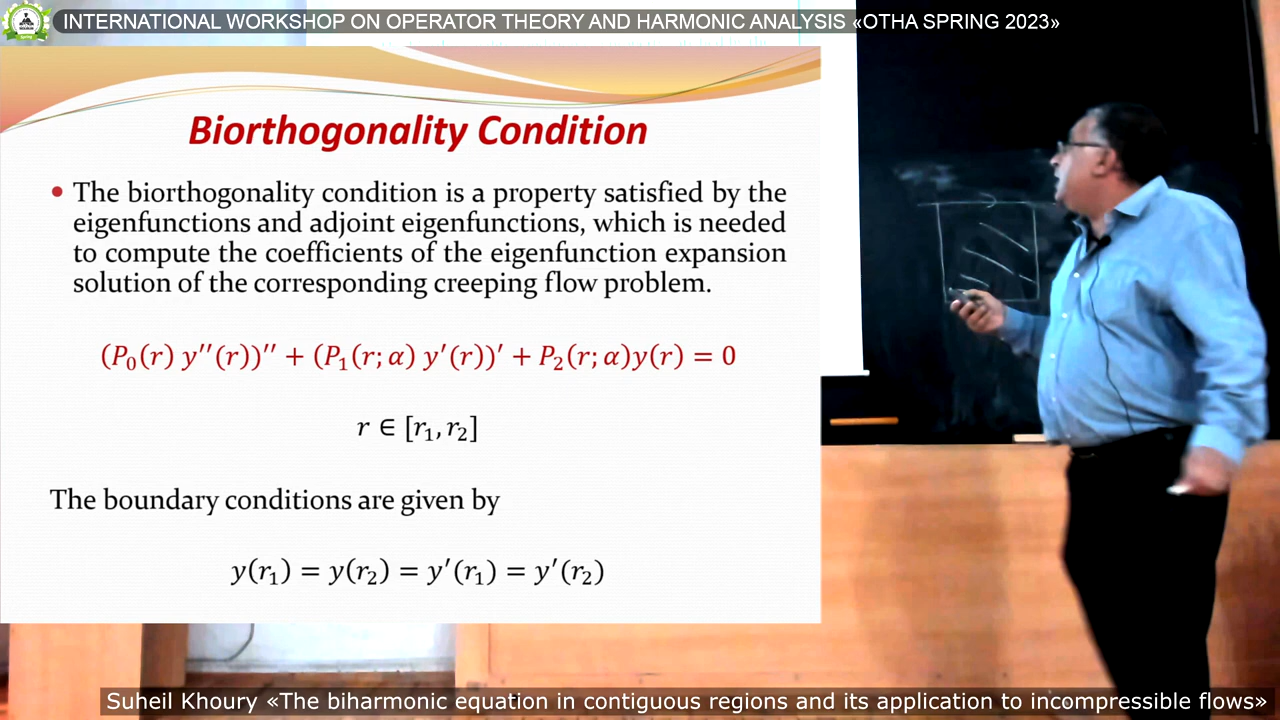 INTERNATIONAL WORKSHOP ON OPERATOR THEORY AND HARMONIC ANALYSIS «OTHA SPRING 2023»
Biorthogonality Condition
• The biorthogonality condition is a property satisfied by the
eigenfunctions and adjoint eigenfunctions, which is needed
to compute the coefficients of the eigenfunction expansion
solution of the corresponding creeping flow problem.
(P₀(r) y′′(r))′′ + (P₁(r; α) y′(r))′ + P₂(r; α)y(r) = 0
r ∈ [r₁, r₂]
The boundary conditions are given by
y(r₁) = y(r₂) = y′(r₁) = y′(r₂)
Suheil Khoury «The biharmonic equation in contiguous regions and its application to incompressible flows»